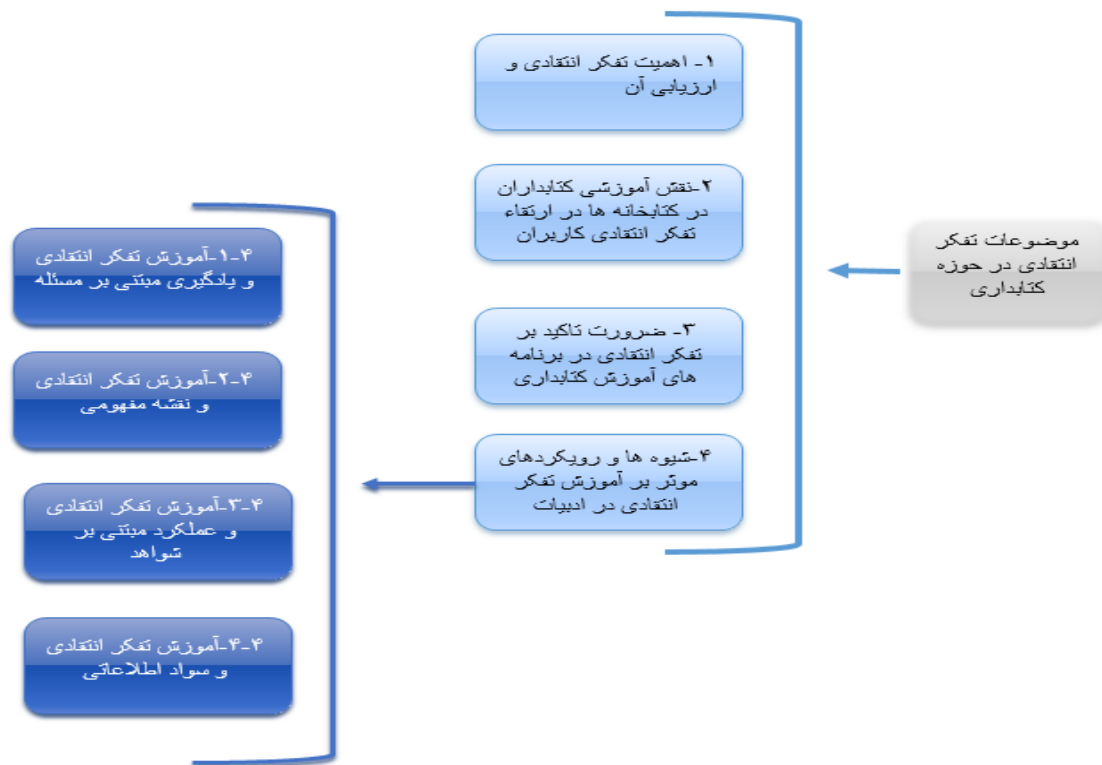 موضوعات تفکر
انتقادی در حوزه
کتابداری
۱- اهمیت تفکر انتقادی و
ارزیابی آن
۲-نقش آموزشی کتابداران
در کتابخانه ها در ارتقاء
تفکر انتقادی کاربران
۳- ضرورت تاکید بر
تفکر انتقادی در برنامه
های آموزش کتابداری
۴-شیوه ها و رویکردهای
موثر بر آموزش تفکر
انتقادی در ادبیات
۱-۴-آموزش تفکر انتقادی
و یادگیری مبتنی بر مسئله
۲-۴-آموزش تفکر انتقادی
و نقشه مفهومی
۳-۴-آموزش تفکر انتقادی
و عملکرد مبتنی بر
شواهد
۴-۴-آموزش تفکر انتقادی
و سواد اطلاعاتی